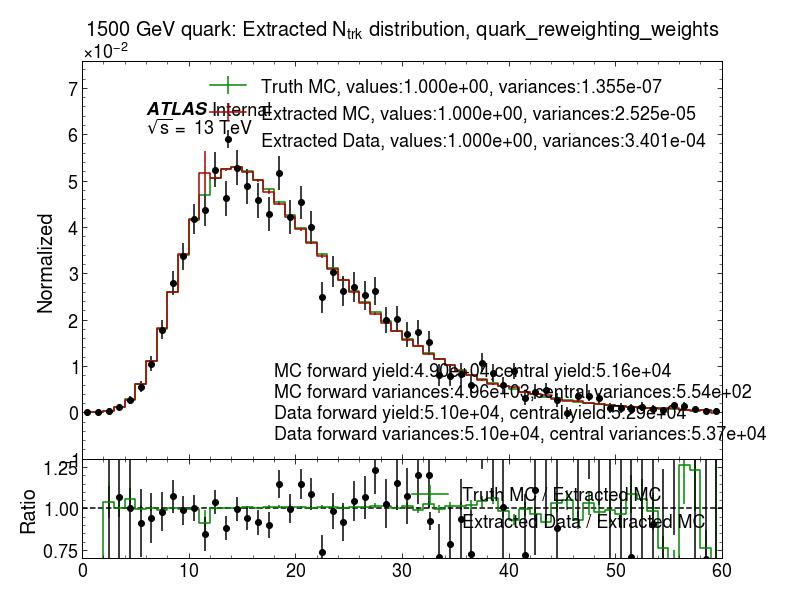 1500 GeV quark: Extracted N_trk distribution, quark_reweighting_weights
×10⁻²
Truth MC, values:1.000e+00, variances:1.355e-07
ATLAS Internal
Extracted MC, values:1.000e+00, variances:2.525e-05
√s = 13 TeV
Extracted Data, values:1.000e+00, variances:3.401e-04
7
6
5
4
3
2
1
0
Normalized
MC forward yield:4.90e+04, central yield:5.16e+04
MC forward variances:4.06e+03, central variances:5.54e+02
Data forward yield:5.10e+04, central yield:5.29e+04
Data forward variances:5.10e+04, central variances:5.37e+04
1.25
1.00
0.75
Ratio
Truth MC / Extracted MC
Extracted Data / Extracted MC
0 10 20 30 40 50 60